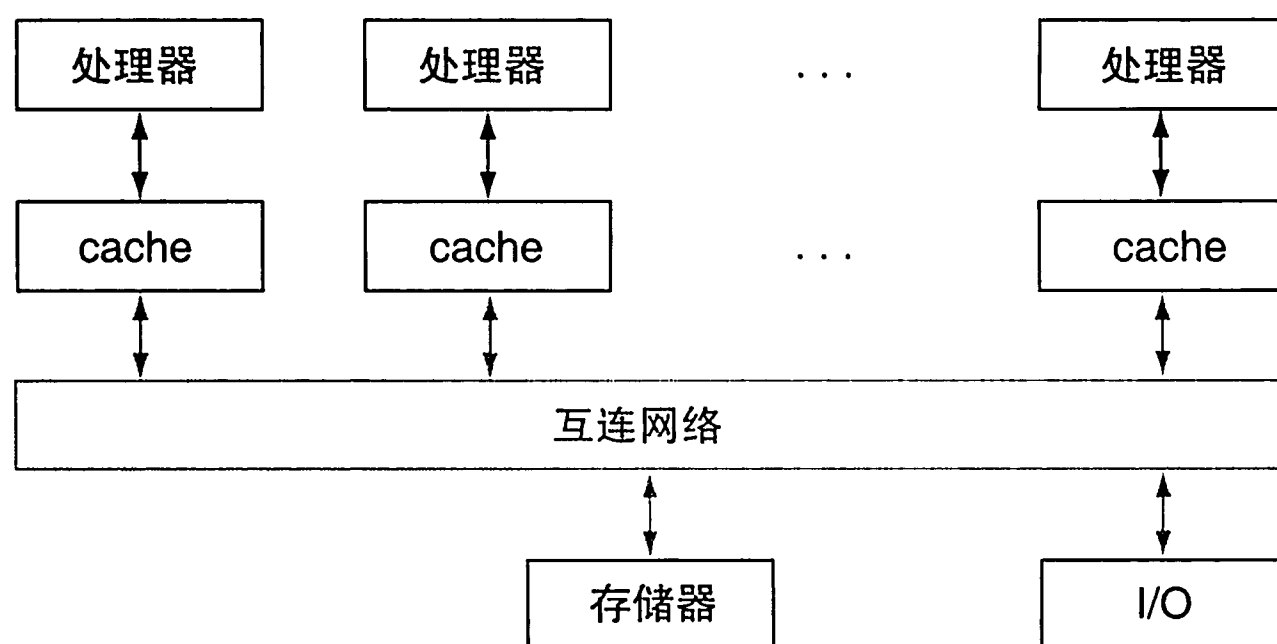 处理器 处理器 ... 处理器
cache cache ... cache
互连网络
存储器 I/O